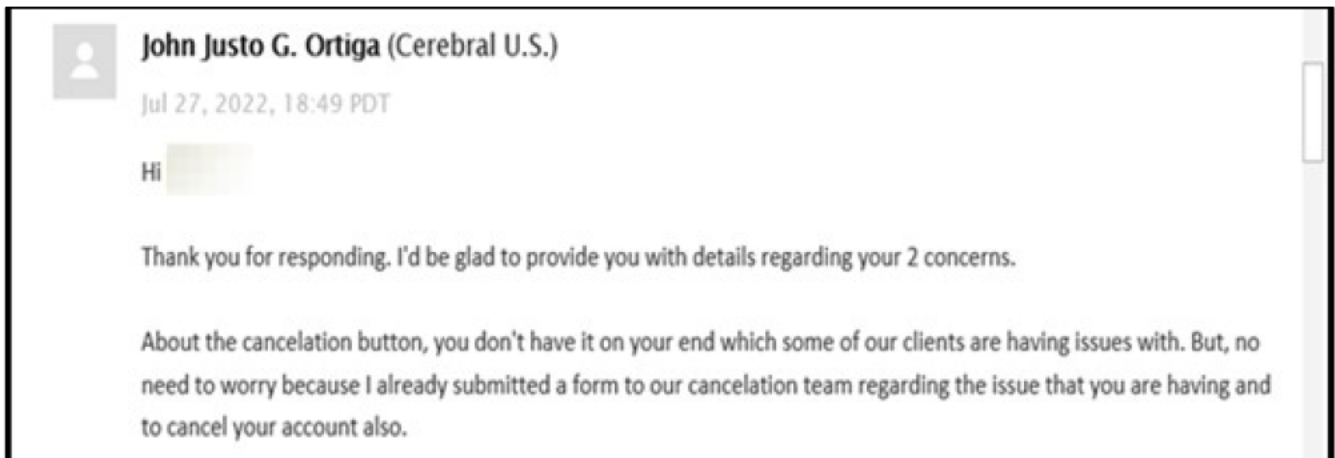 John Justo G. Ortiga (Cerebral U.S.)
Jul 27, 2022, 18:49 PDT
Hi
Thank you for responding. I'd be glad to provide you with details regarding your 2 concerns.
About the cancelation button, you don't have it on your end which some of our clients are having issues with. But, no
need to worry because I already submitted a form to our cancelation team regarding the issue that you are having and
to cancel your account also.